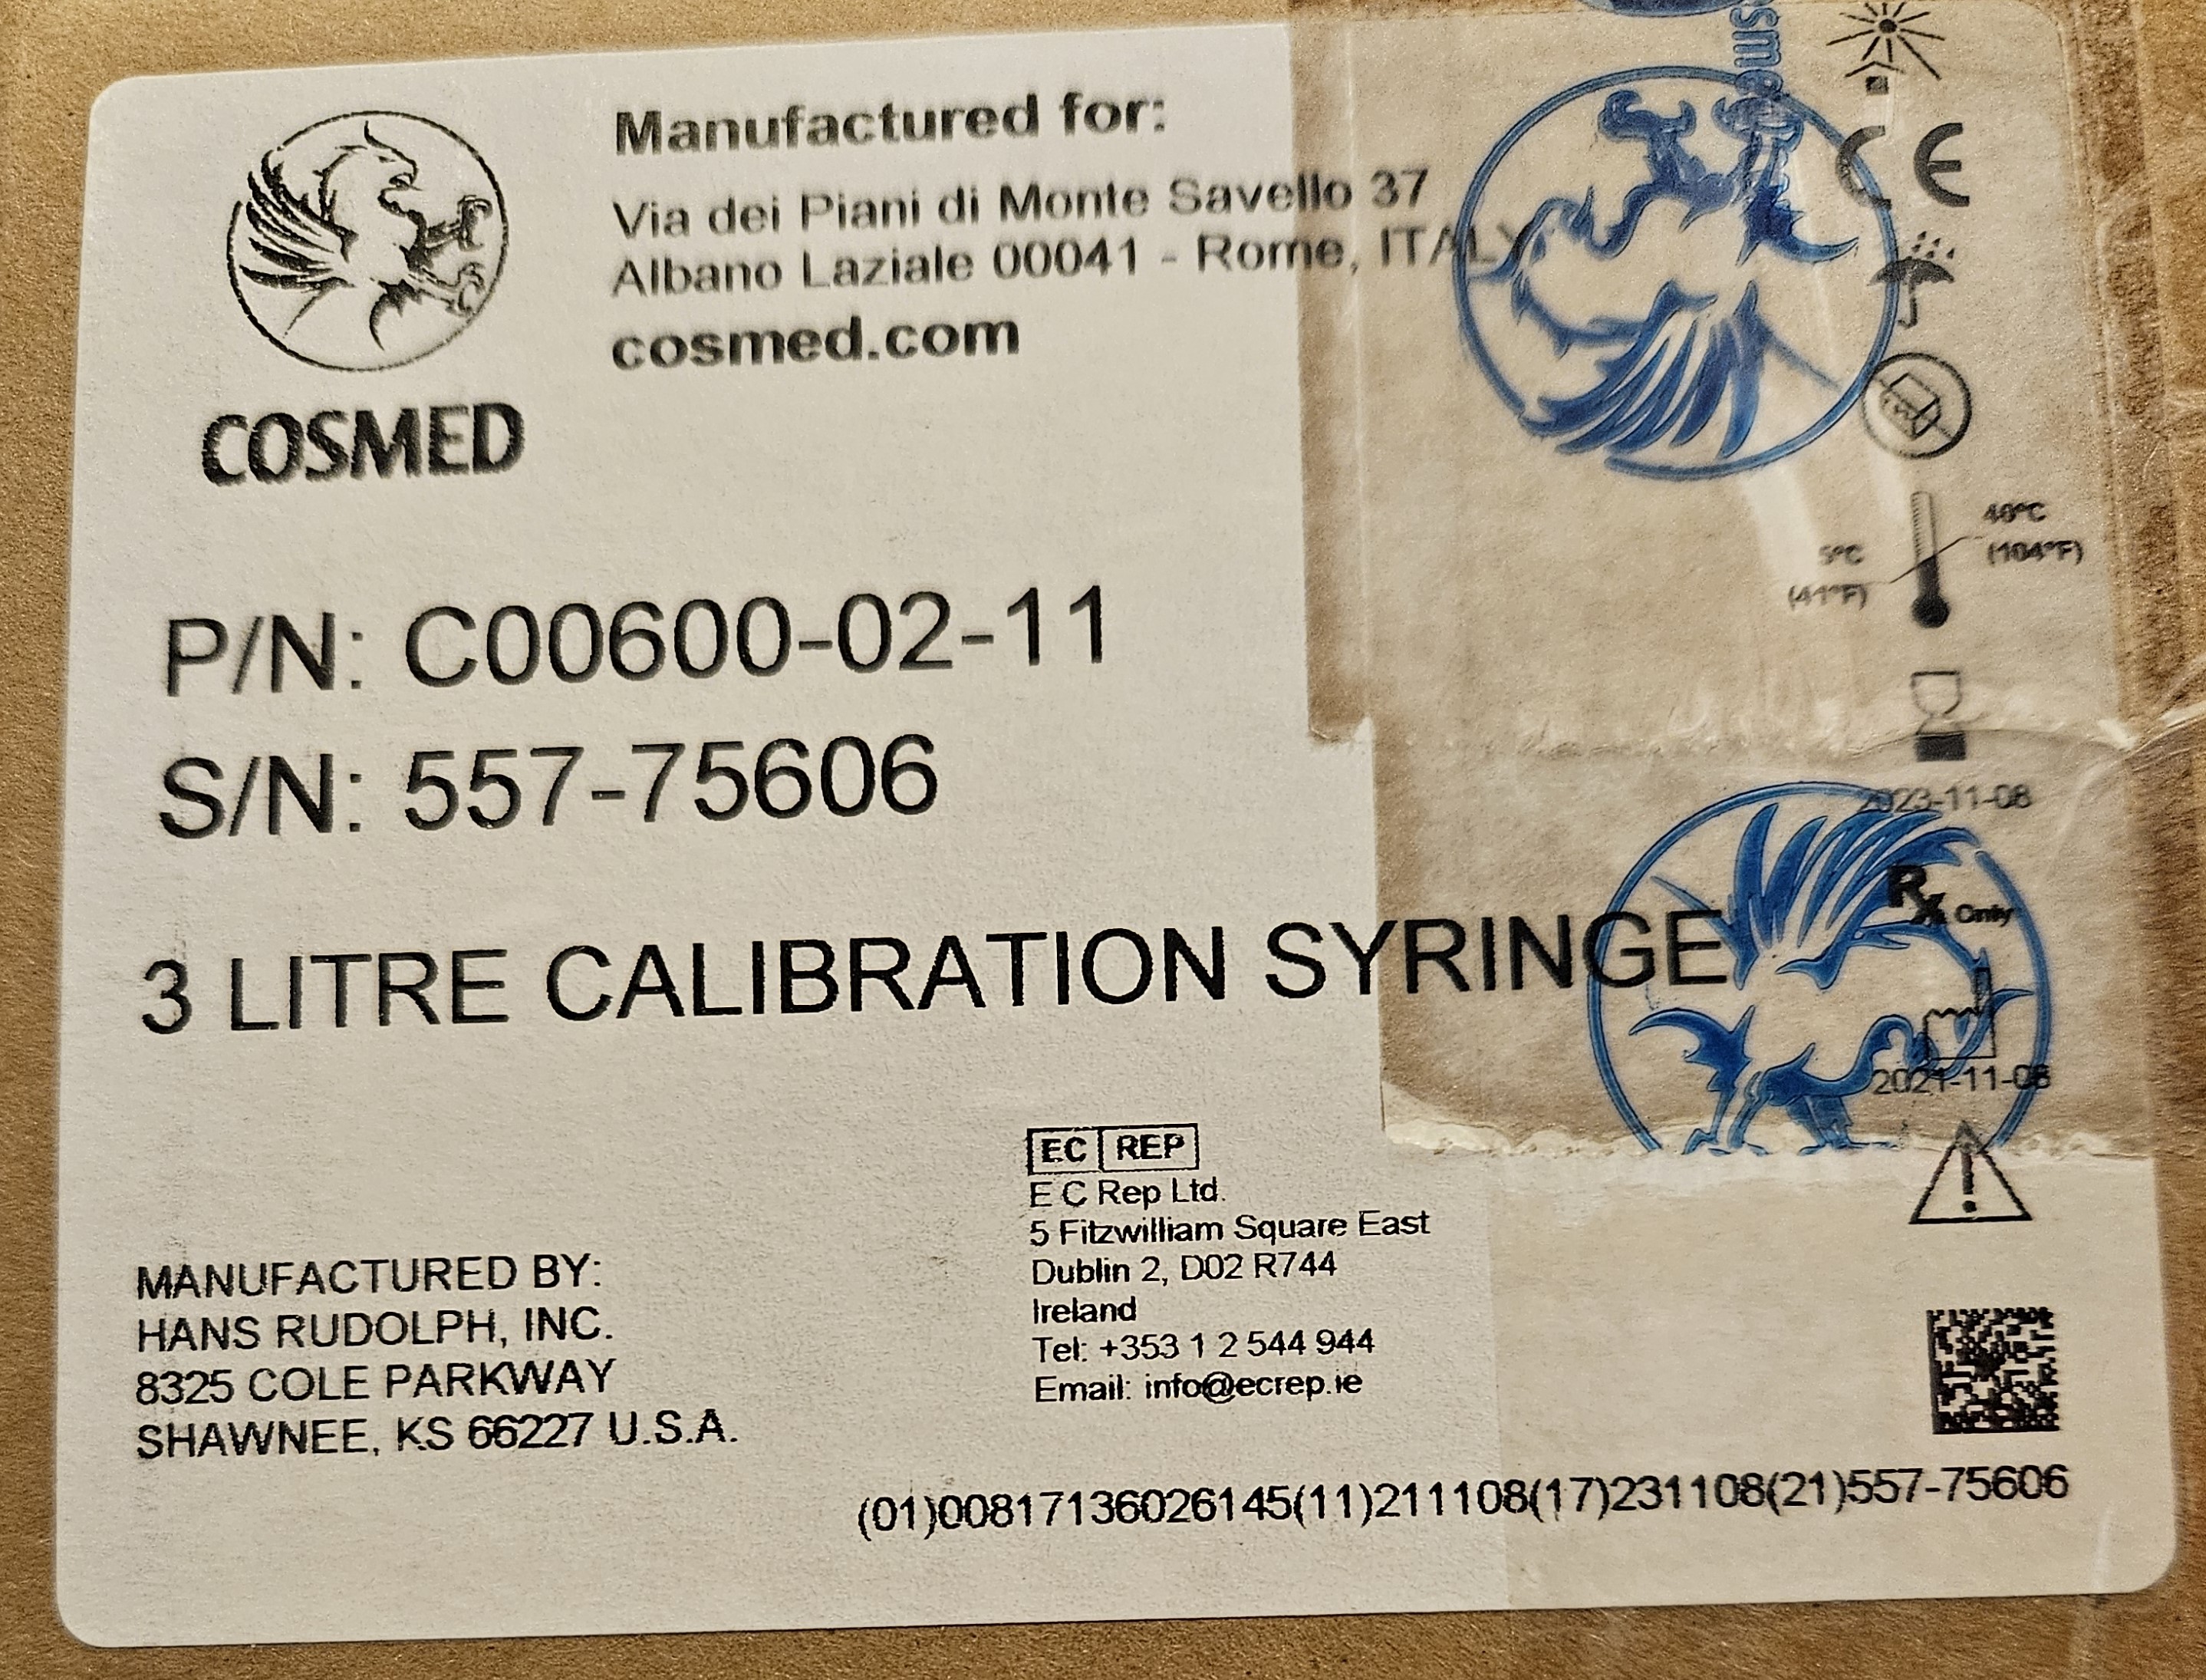 COSMED
Manufactured for:
Via dei Piani di Monte Savello 37
Albano Laziale 00041 - Rome, ITALY
cosmed.com
P/N: C00600-02-11
S/N: 557-75606
3 LITRE CALIBRATION SYRINGE
MANUFACTURED BY:
HANS RUDOLPH, INC.
8325 COLE PARKWAY
SHAWNEE, KS 66227 U.S.A.
EC REP
E C Rep Ltd.
5 Fitzwilliam Square East
Dublin 2, D02 R744
Ireland
Tel: +353 1 2 544 944
Email: info@ecrep.ie
(01)00817136026145(11)211108(17)231108(21)557-75606
cosmed
CE
40°C
(104°F)
5°C
(41°F)
2023-11-08
Rx Only
2021-11-08